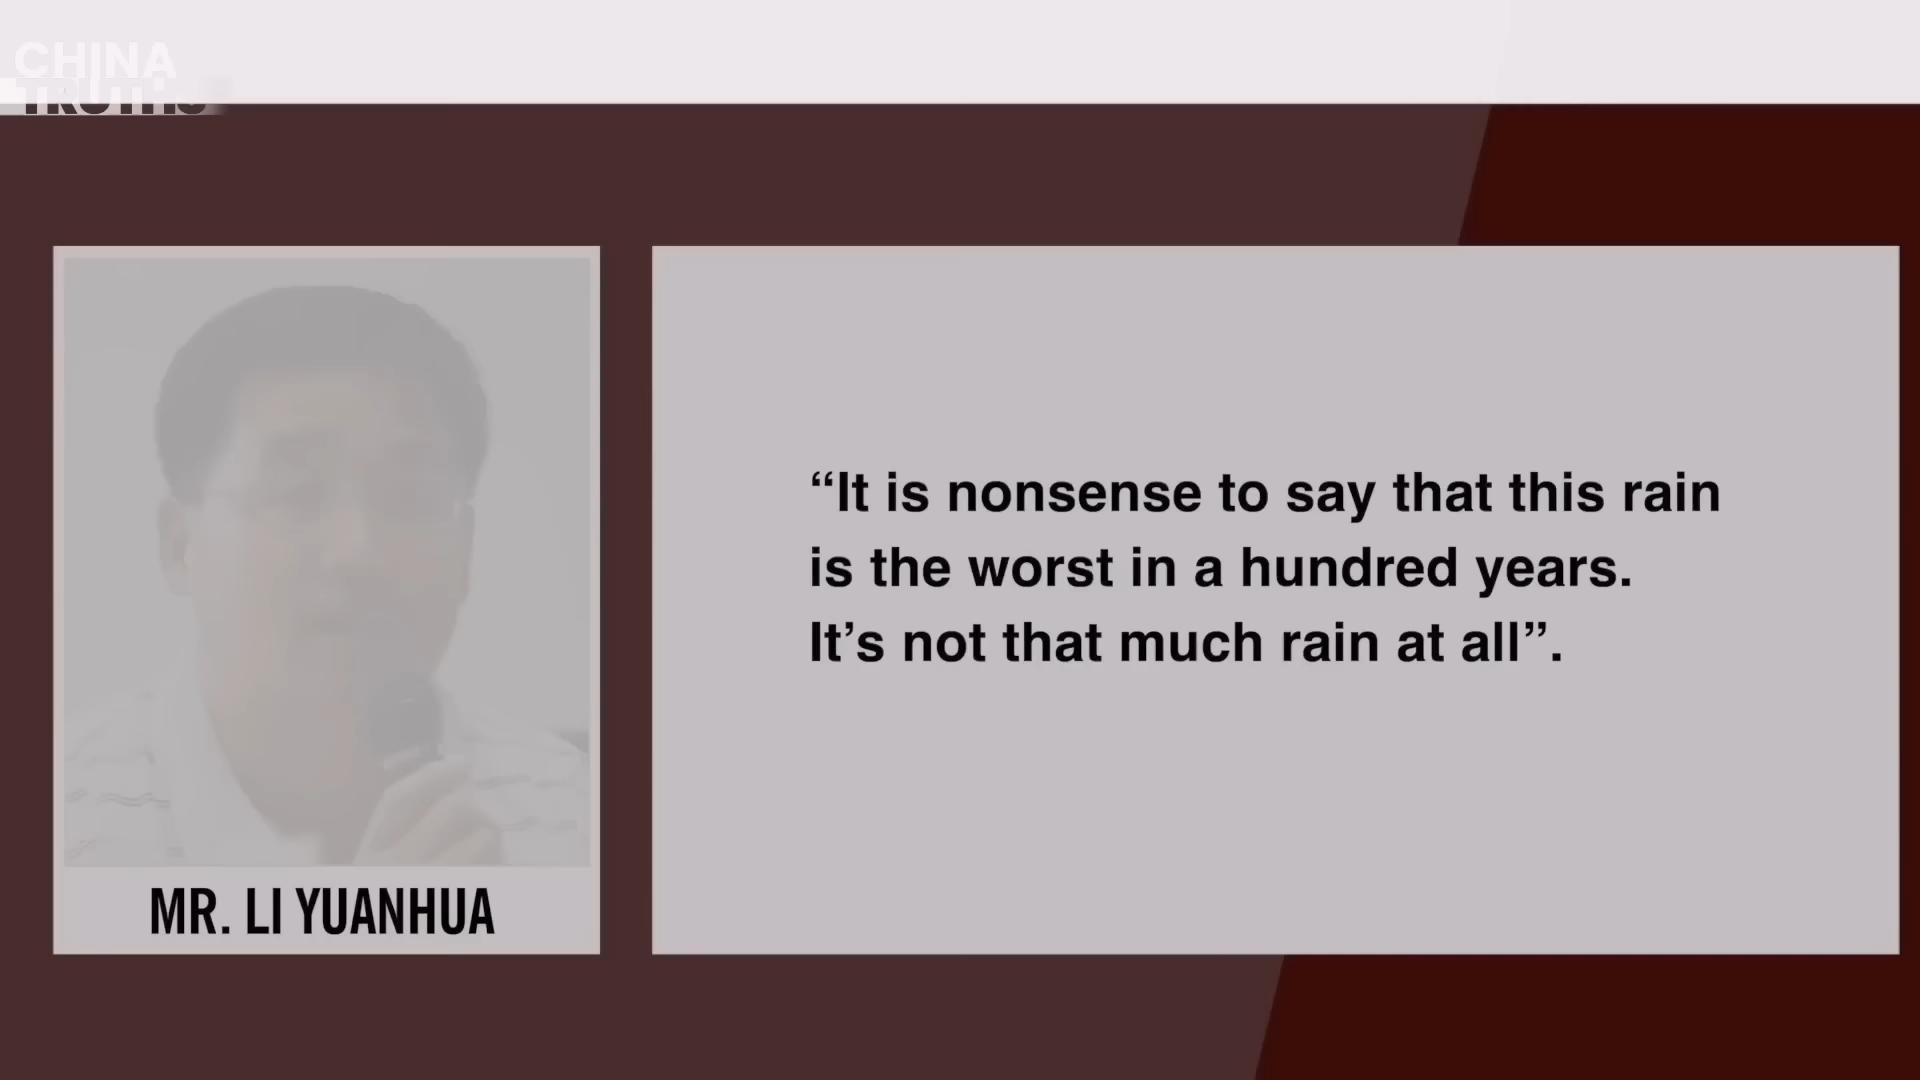 CHINA
TRUTHS
“It is nonsense to say that this rain
is the worst in a hundred years.
It’s not that much rain at all”.
MR. LI YUANHUA